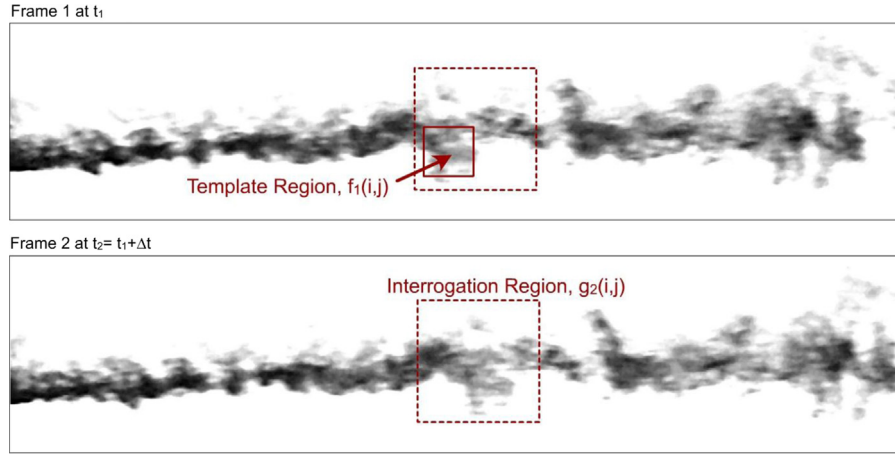 Frame 1 at t₁
Template Region, f₁(i,j)
Frame 2 at t₂= t₁+Δt
Interrogation Region, g₂(i,j)